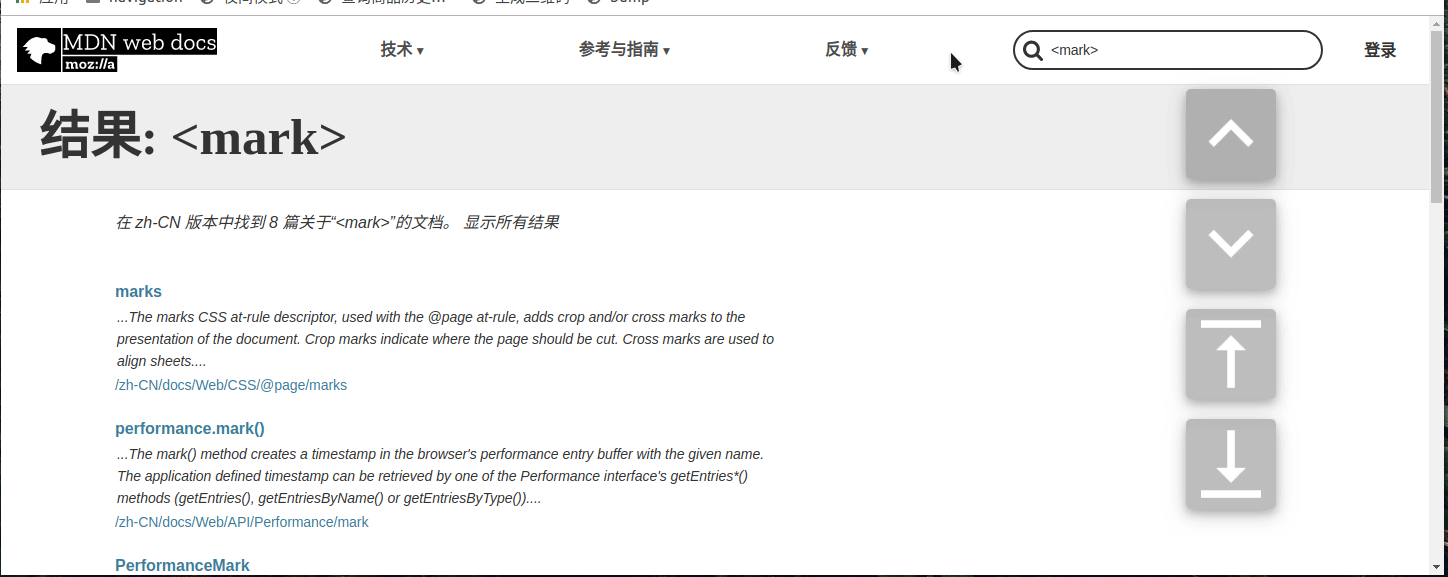 MDN web docs
moz://a
技术 ▾
参考与指南 ▾
反馈 ▾
<mark>
登录
结果: <mark>
在 zh-CN 版本中找到 8 篇关于“<mark>”的文档。 显示所有结果
marks
...The marks CSS at-rule descriptor, used with the @page at-rule, adds crop and/or cross marks to the
presentation of the document. Crop marks indicate where the page should be cut. Cross marks are used to
align sheets....
/zh-CN/docs/Web/CSS/@page/marks
performance.mark()
...The mark() method creates a timestamp in the browser's performance entry buffer with the given name.
The application defined timestamp can be retrieved by one of the Performance interface's getEntries*()
methods (getEntries(), getEntriesByName() or getEntriesByType())....
/zh-CN/docs/Web/API/Performance/mark
PerformanceMark